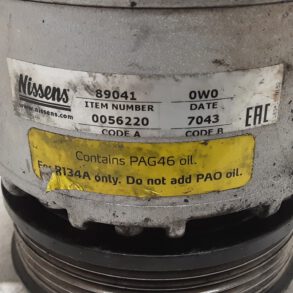 Nissens 89041 0W0
www.nissens.com ITEM NUMBER DATE
0056220 7043 EAC
CODE A CODE B
Contains PAG46 oil.
For R134A only. Do not add PAO oil.